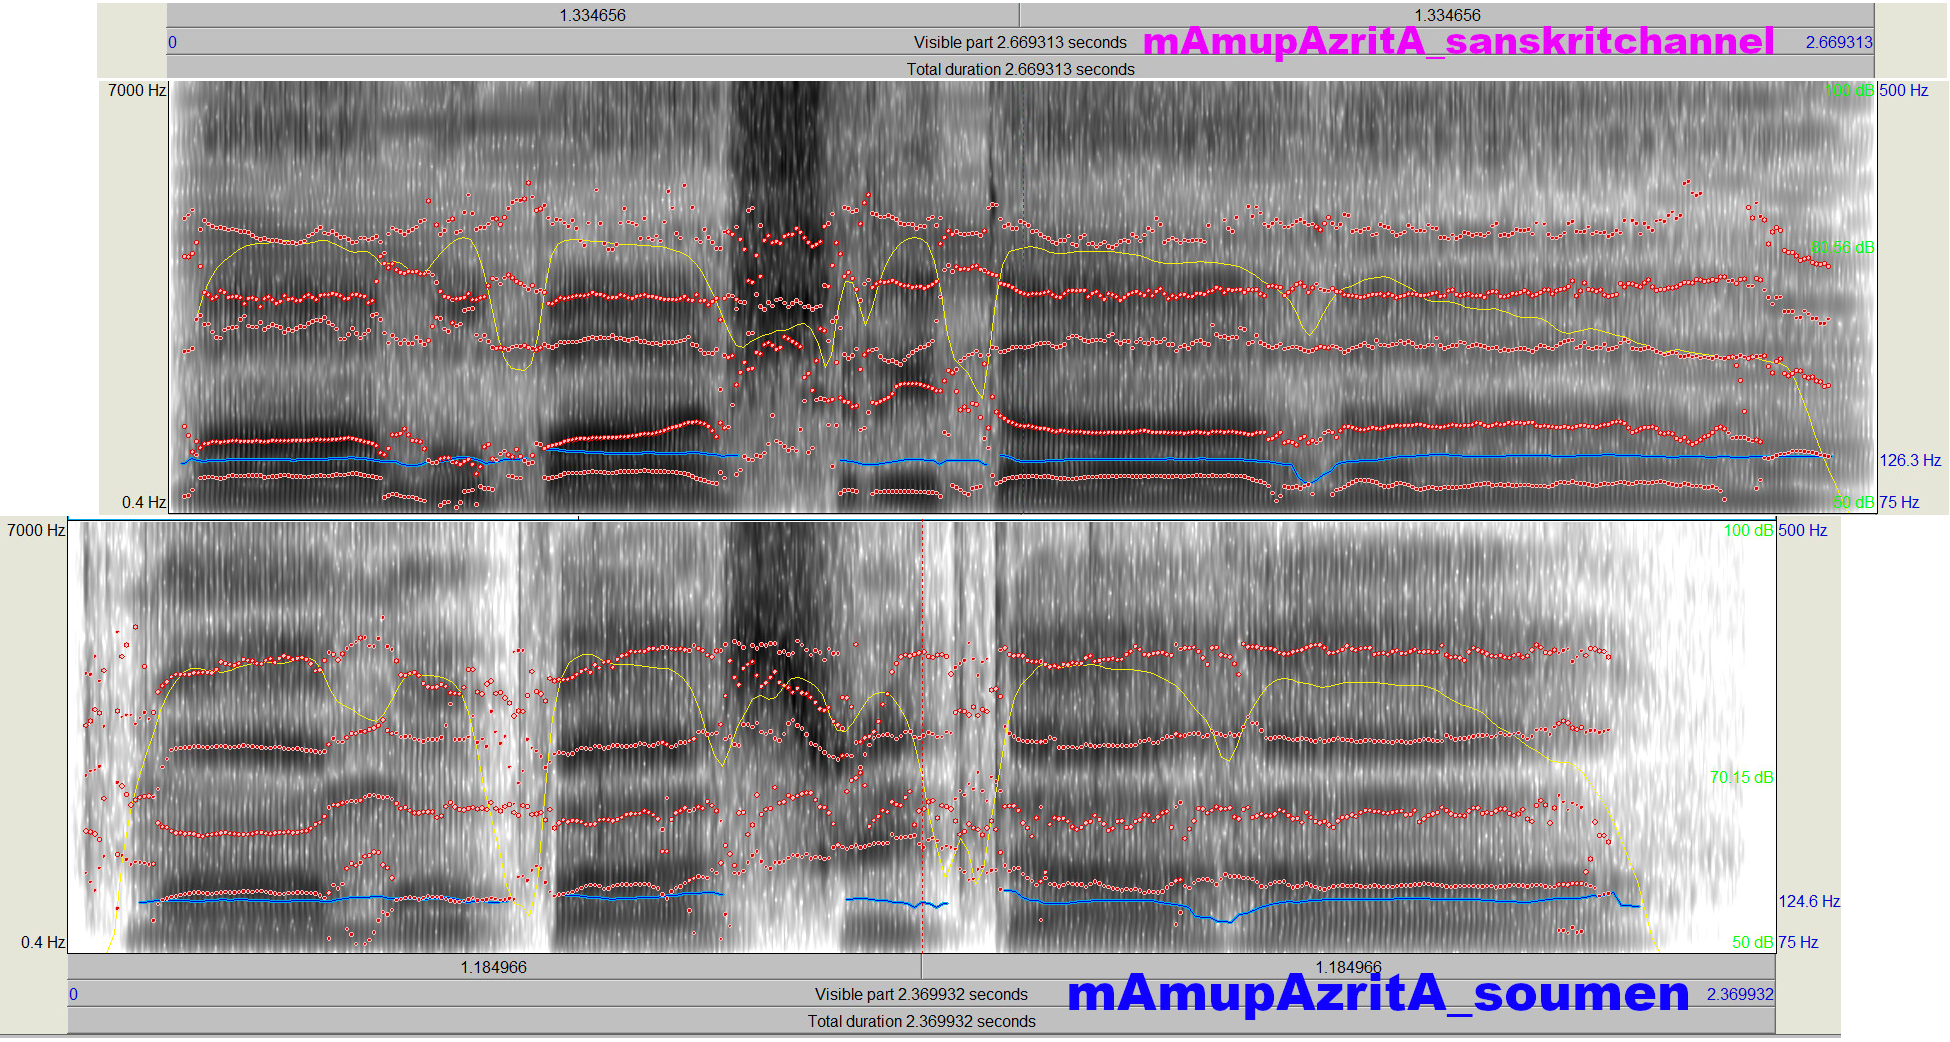 1.334656 1.334656
0 Visible part 2.669313 seconds mAmupAzritA_sanskritchannel 2.669313
Total duration 2.669313 seconds
7000 Hz 100 dB 500 Hz
80.56 dB
126.3 Hz
0.4 Hz 50 dB 75 Hz
7000 Hz 100 dB 500 Hz
70.15 dB
124.6 Hz
0.4 Hz 50 dB 75 Hz
1.184966 1.184966
0 Visible part 2.369932 seconds mAmupAzritA_soumen 2.369932
Total duration 2.369932 seconds